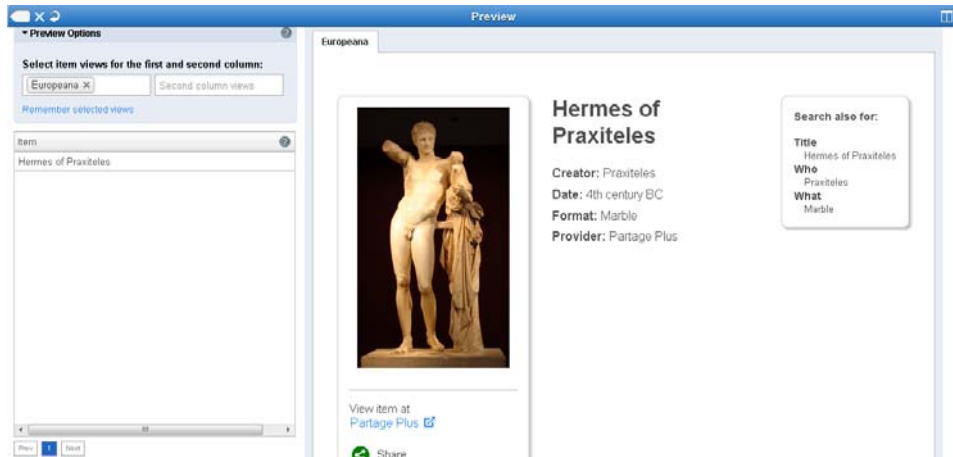 Preview
Preview Options
Select item views for the first and second column:
Europeana
Second column views
Remember selected views
Item
Hermes of Praxiteles
Prev 1 Next
Europeana
View item at
Partage Plus
Share
Hermes of
Praxiteles
Creator: Praxiteles
Date: 4th century BC
Format: Marble
Provider: Partage Plus
Search also for:
Title
Hermes of Praxiteles
Who
Praxiteles
What
Marble